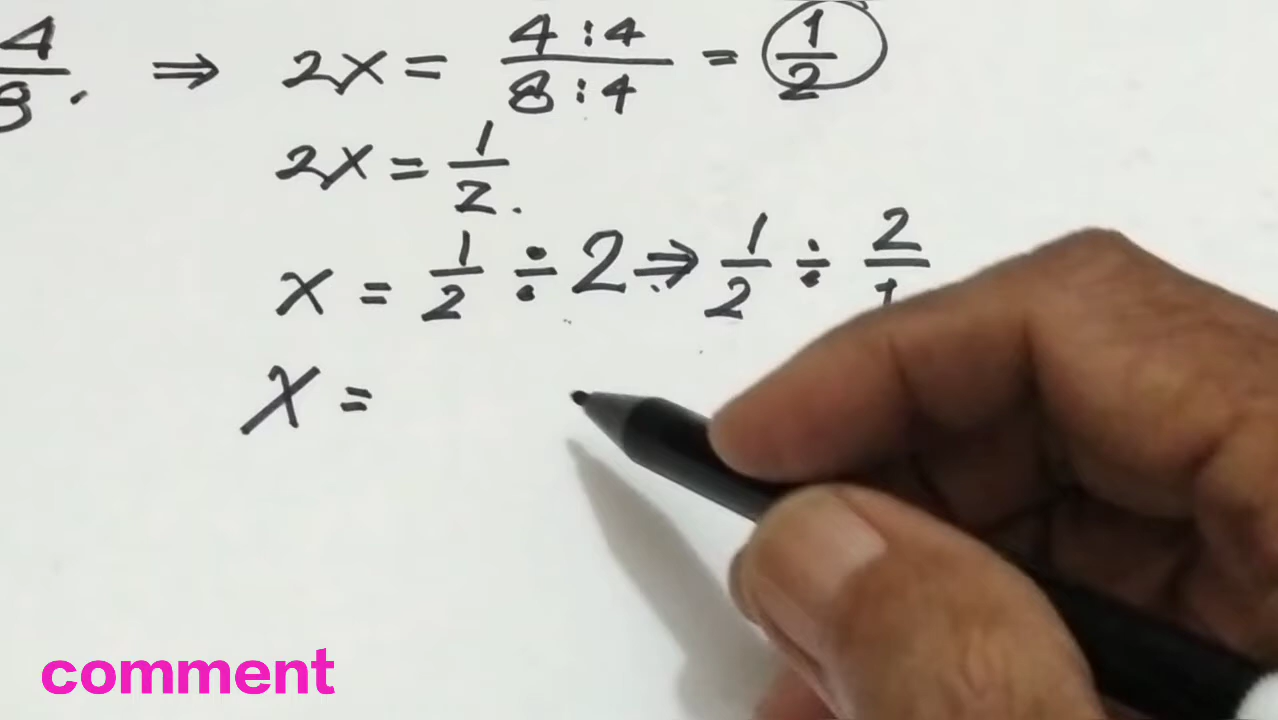 4/8. ⇒ 2x = 4:4/8:4 = 1/2
2x = 1/2.
x = 1/2 ÷ 2 ⇒ 1/2 ÷ 2/1
x =
comment